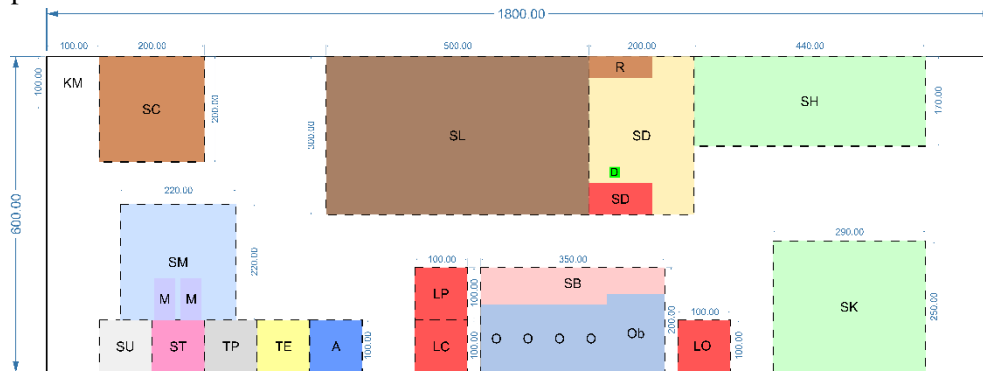 1800.00
100.00 200.00 500.00 200.00 440.00
600.00
100.00
KM
SC
200.00
300.00
SL
R
SD
D
SD
SH
170.00
220.00
SM
M M
220.00
SU ST TP TE A
100.00
100.00
LP
100.00
LC
100.00
350.00
SB
O O O O Ob
200.00
100.00
LO
100.00
290.00
SK
250.00